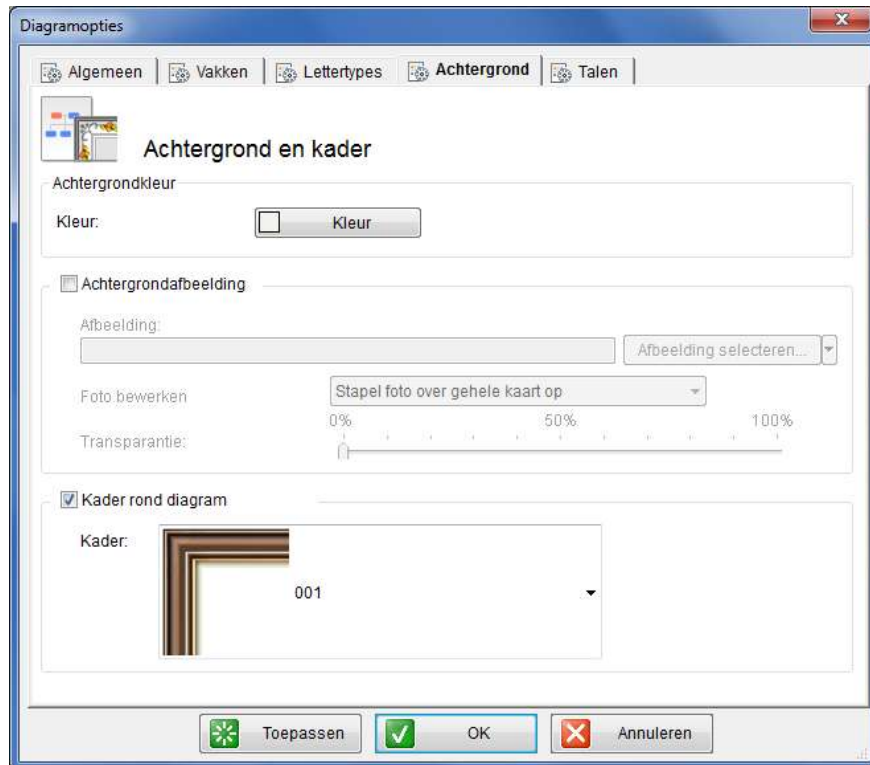 Diagramopties
Algemeen Vakken Lettertypes Achtergrond Talen
Achtergrond en kader
Achtergrondkleur
Kleur: Kleur
Achtergrondafbeelding
Afbeelding:
Afbeelding selecteren...
Foto bewerken Stapel foto over gehele kaart op
0% 50% 100%
Transparantie:
Kader rond diagram
Kader: 001
Toepassen OK Annuleren